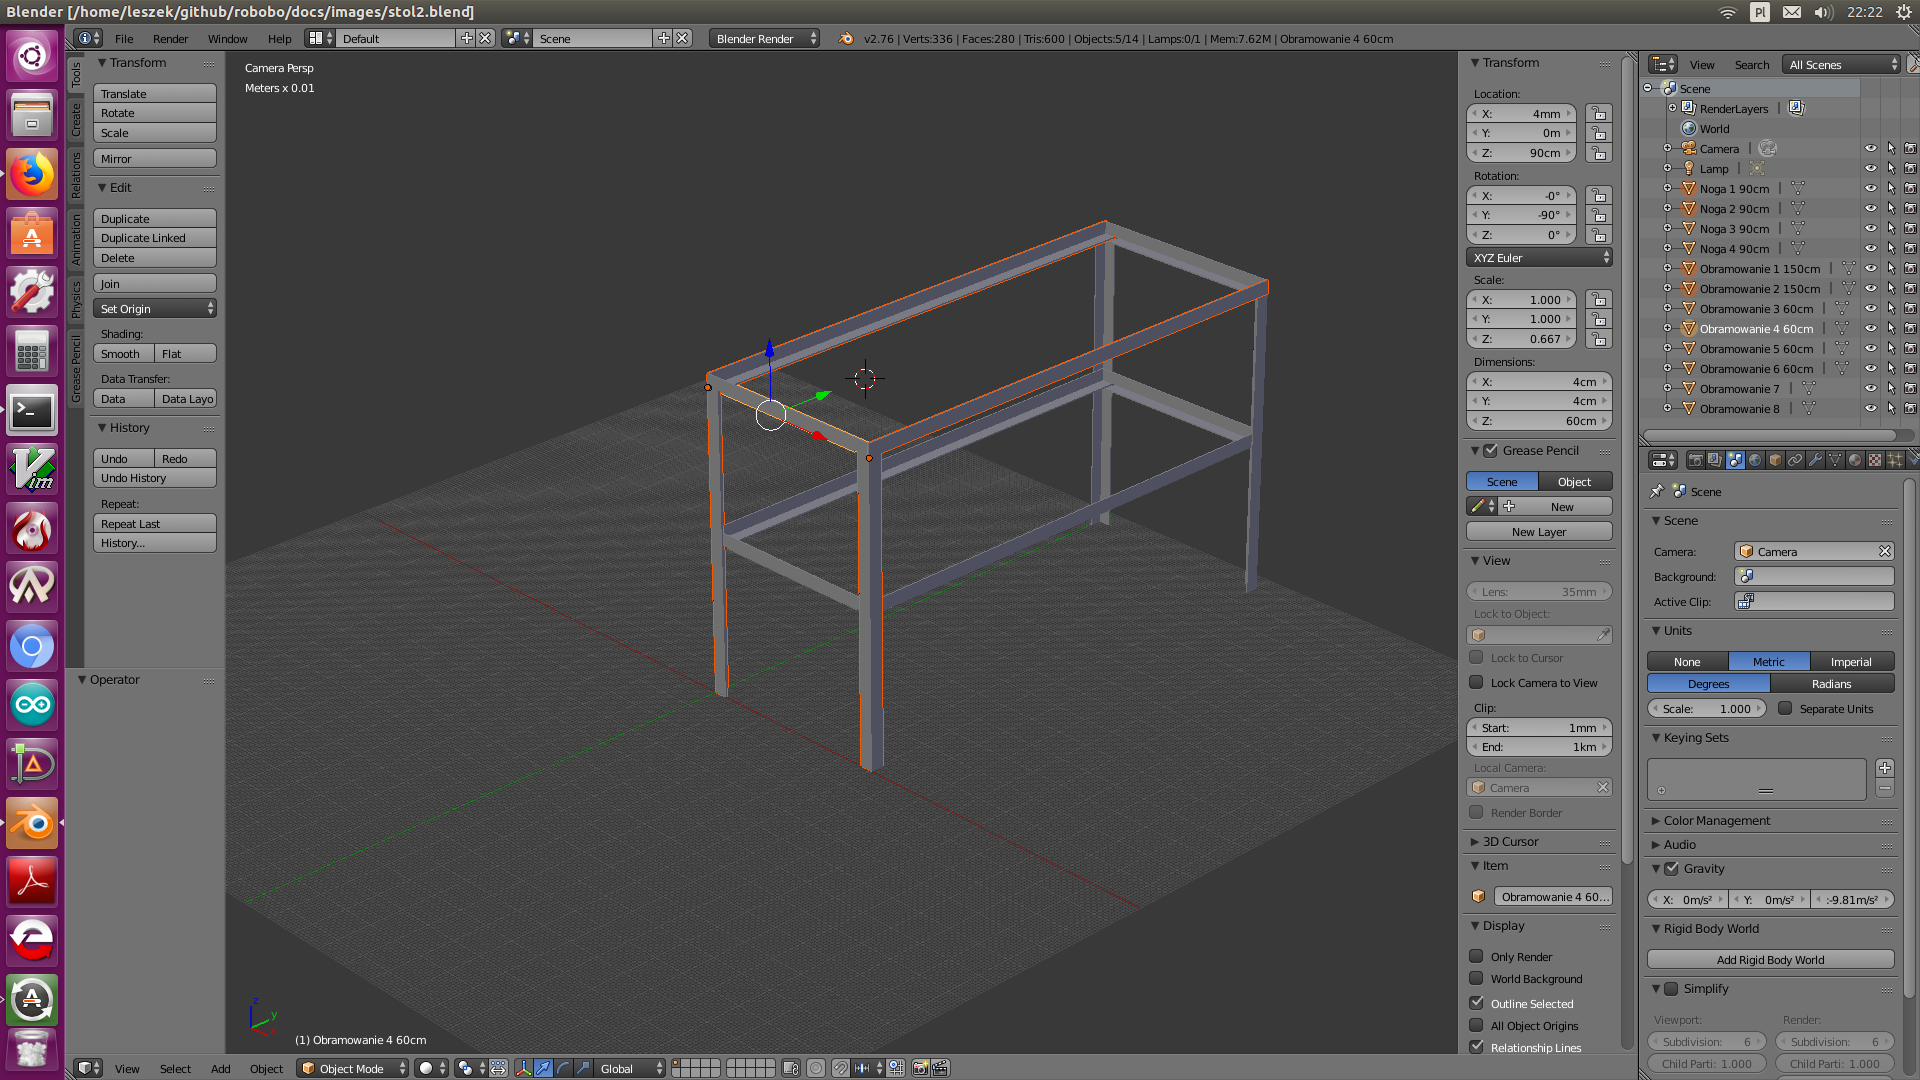 Blender [/home/leszek/github/robobo/docs/images/stol2.blend]
Pl
22:22
File
Render
Window
Help
Default
Scene
Blender Render
v2.76 | Verts:336 | Faces:280 | Tris:600 | Objects:5/14 | Lamps:0/1 | Mem:7.62M | Obramowanie 4 60cm
Tools
Create
Relations
Animation
Physics
Grease Pencil
Transform
Translate
Rotate
Scale
Mirror
Edit
Duplicate
Duplicate Linked
Delete
Join
Set Origin
Shading:
Smooth
Flat
Data Transfer:
Data
Data Layo
History
Undo
Redo
Undo History
Repeat:
Repeat Last
History...
Operator
Camera Persp
Meters x 0.01
z
y
x
(1) Obramowanie 4 60cm
View
Select
Add
Object
Object Mode
Global
Transform
Location:
X: 4mm
Y: 0m
Z: 90cm
Rotation:
X: -0°
Y: -90°
Z: 0°
XYZ Euler
Scale:
X: 1.000
Y: 1.000
Z: 0.667
Dimensions:
X: 4cm
Y: 4cm
Z: 60cm
Grease Pencil
Scene
Object
New
New Layer
View
Lens: 35mm
Lock to Object:
Lock to Cursor
Lock Camera to View
Clip:
Start: 1mm
End: 1km
Local Camera:
Camera
Render Border
3D Cursor
Item
Obramowanie 4 60...
Display
Only Render
World Background
Outline Selected
All Object Origins
Relationship Lines
View
Search
All Scenes
Scene
RenderLayers
World
Camera
Lamp
Noga 1 90cm
Noga 2 90cm
Noga 3 90cm
Noga 4 90cm
Obramowanie 1 150cm
Obramowanie 2 150cm
Obramowanie 3 60cm
Obramowanie 4 60cm
Obramowanie 5 60cm
Obramowanie 6 60cm
Obramowanie 7
Obramowanie 8
Scene
Scene
Camera:
Camera
Background:
Active Clip:
Units
None
Metric
Imperial
Degrees
Radians
Scale: 1.000
Separate Units
Keying Sets
Color Management
Audio
Gravity
X: 0m/s²
Y: 0m/s²
:-9.81m/s²
Rigid Body World
Add Rigid Body World
Simplify
Viewport:
Render:
Subdivision: 6
Subdivision: 6
Child Parti: 1.000
Child Parti: 1.000
Vim